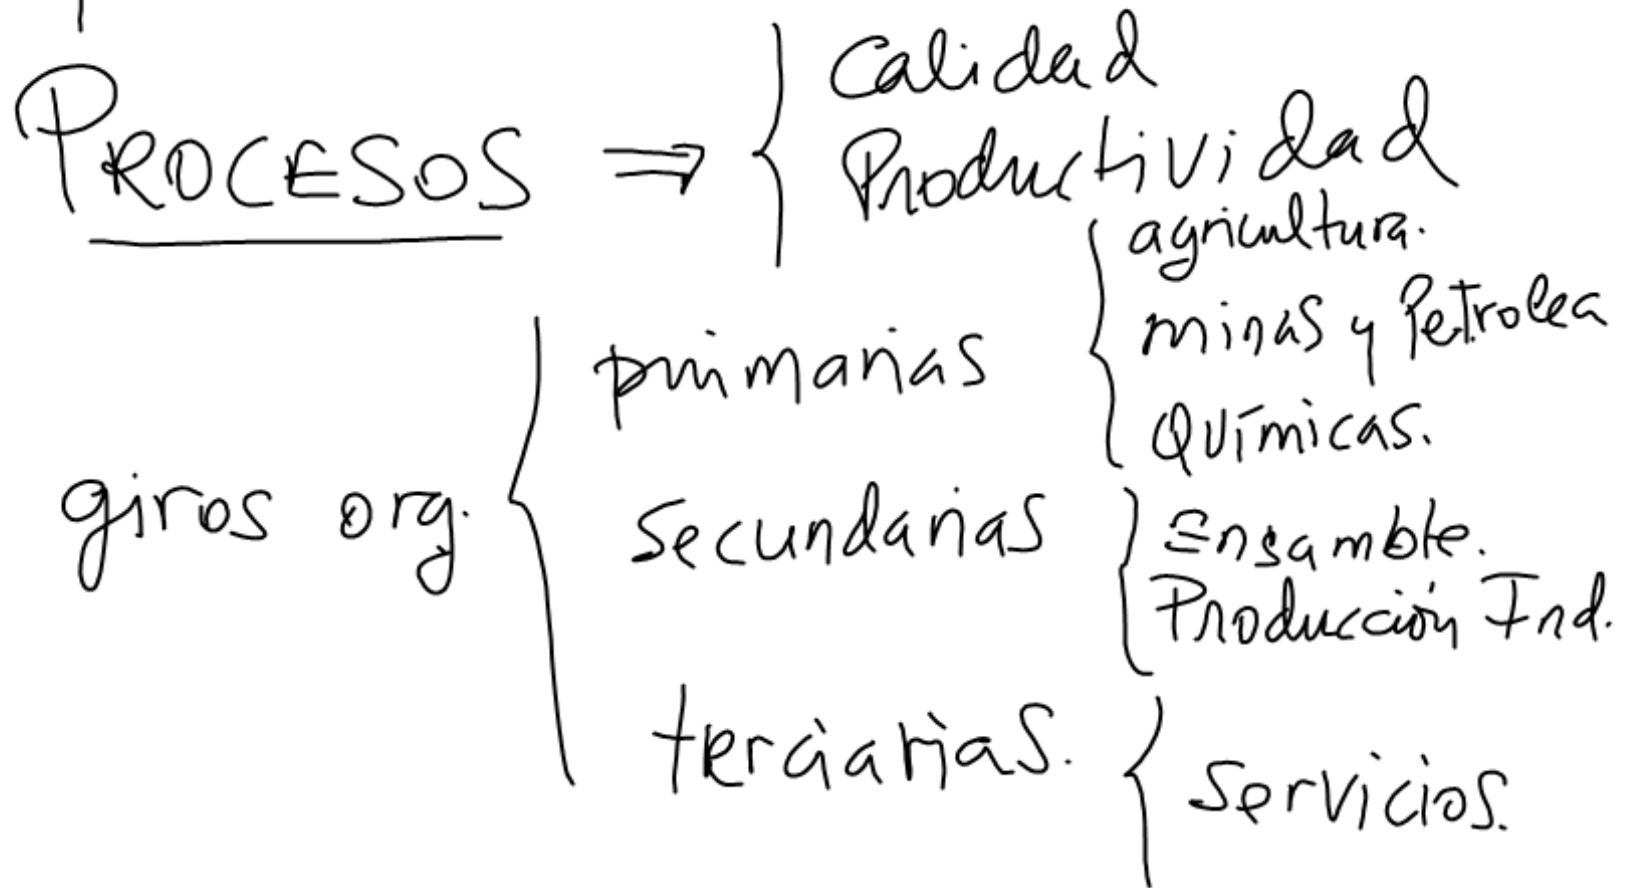 PROCESOS ⇒ { Calidad
Productividad
giros org. {
primarias {
agricultura.
minas y Petrolea
Químicas.
Secundarias {
Ensamble.
Producción Ind.
terciarias. {
Servicios.